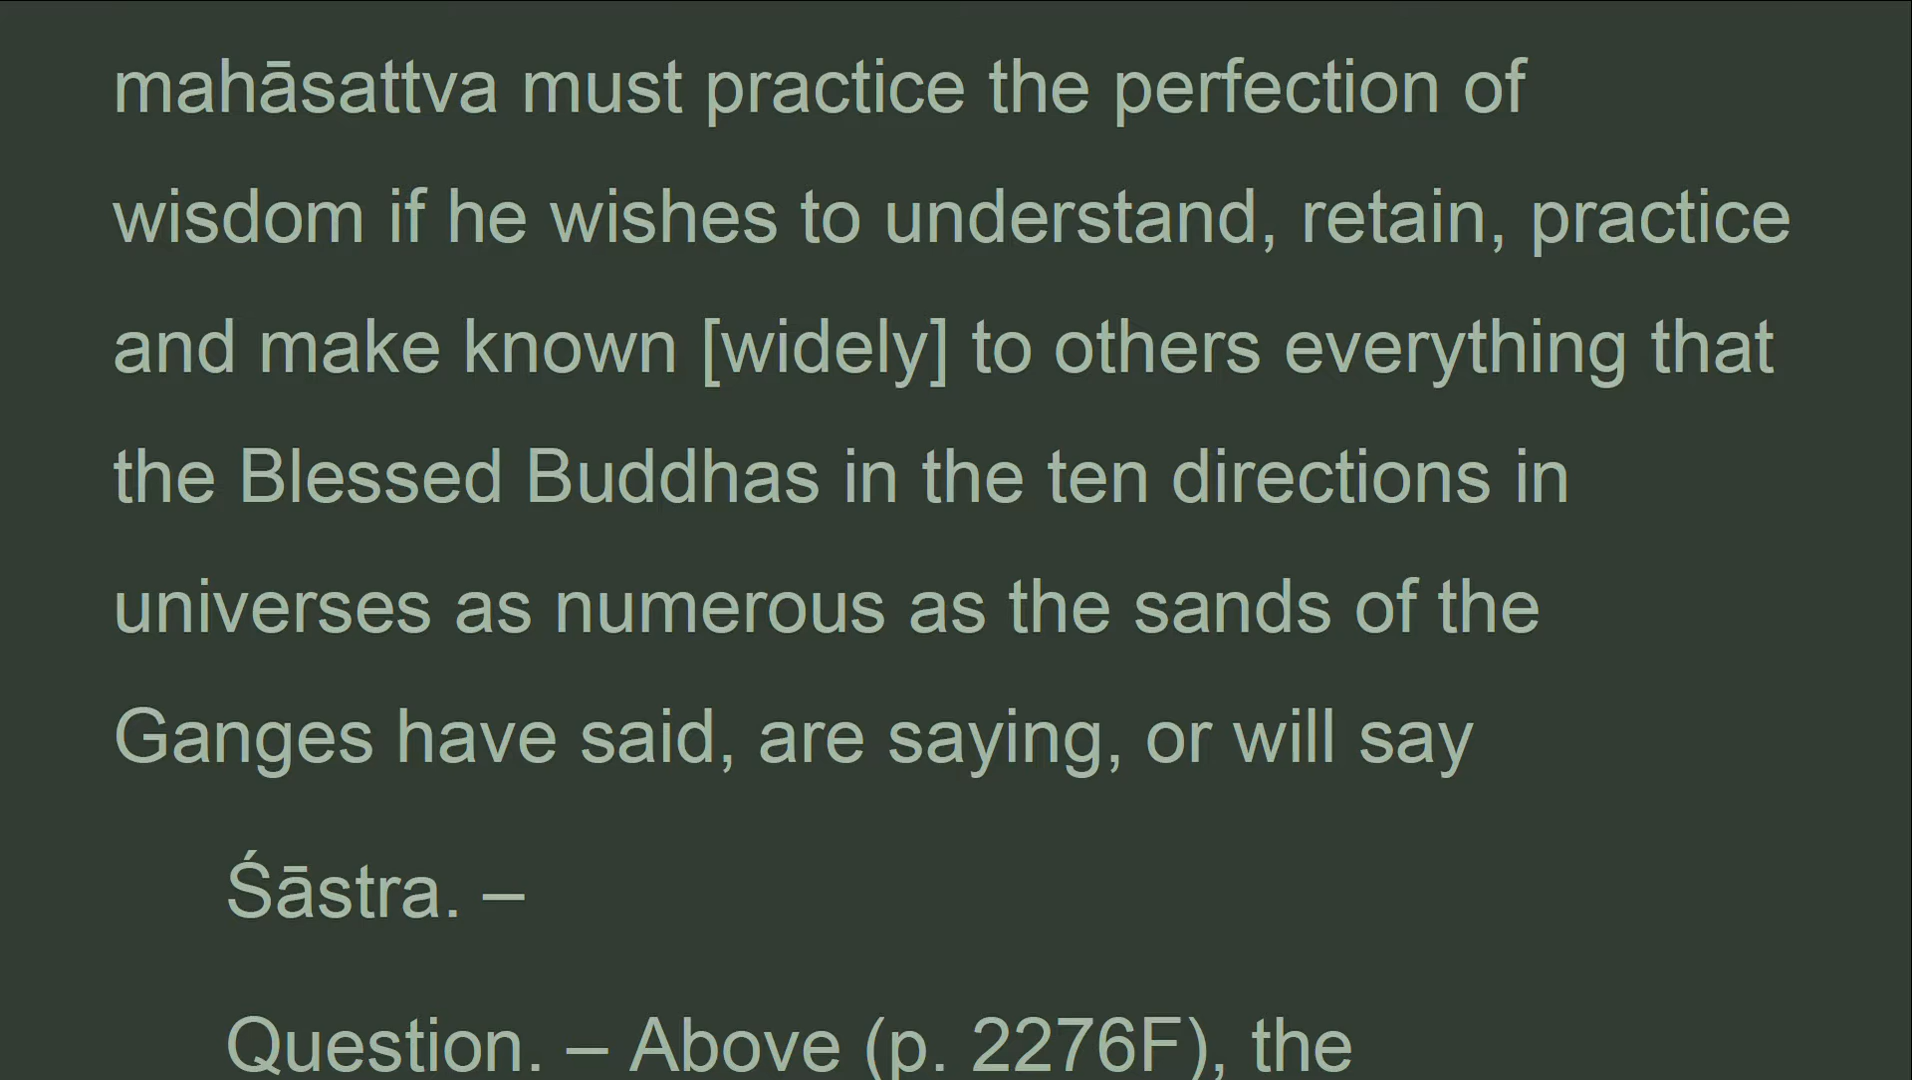 mahāsattva must practice the perfection of
wisdom if he wishes to understand, retain, practice
and make known [widely] to others everything that
the Blessed Buddhas in the ten directions in
universes as numerous as the sands of the
Ganges have said, are saying, or will say
Śāstra. –
Question. – Above (p. 2276F), the